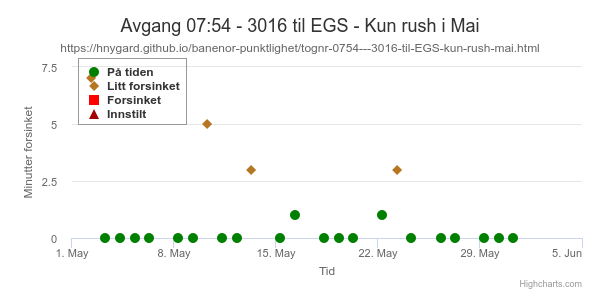 Avgang 07:54 - 3016 til EGS - Kun rush i Mai
https://hnygard.github.io/banenor-punktlighet/tognr-0754---3016-til-EGS-kun-rush-mai.html
På tiden
Litt forsinket
Forsinket
Innstilt
Minutter forsinket
7.5
5
2.5
0
1. May
8. May
15. May
22. May
29. May
5. Jun
Tid
Highcharts.com